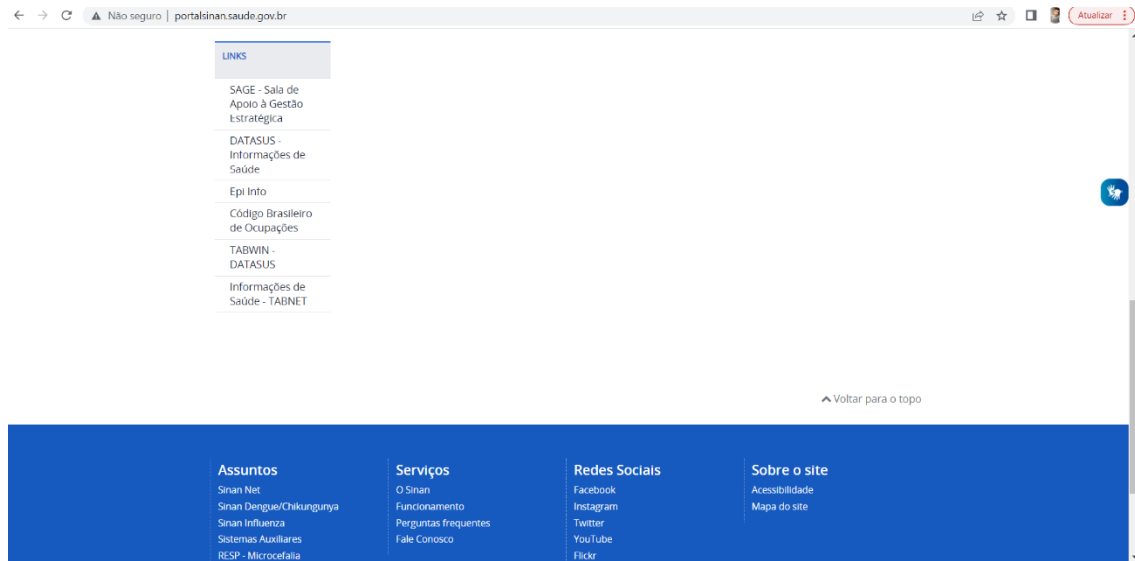 Não seguro
portalsinan.saude.gov.br
Atualizar
LINKS
SAGE - Sala de
Apoio à Gestão
Estratégica
DATASUS -
Informações de
Saúde
Epi Info
Código Brasileiro
de Ocupações
TABWIN -
DATASUS
Informações de
Saúde - TABNET
Voltar para o topo
Assuntos
Sinan Net
Sinan Dengue/Chikungunya
Sinan Influenza
Sistemas Auxiliares
RESP - Microcefalia
Serviços
O Sinan
Funcionamento
Perguntas frequentes
Fale Conosco
Redes Sociais
Facebook
Instagram
Twitter
YouTube
Flickr
Sobre o site
Acessibilidade
Mapa do site